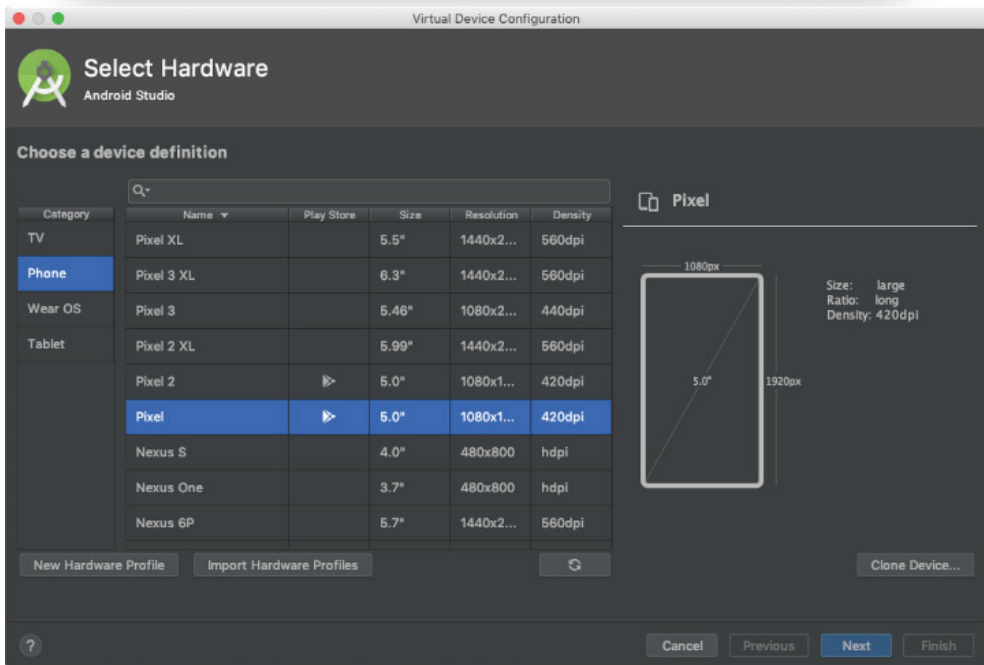 Virtual Device Configuration
Select Hardware
Android Studio
Choose a device definition
Category
TV
Phone
Wear OS
Tablet
Name Play Store Size Resolution Density
Pixel XL 5.5" 1440x2... 560dpi
Pixel 3 XL 6.3" 1440x2... 560dpi
Pixel 3 5.46" 1080x2... 440dpi
Pixel 2 XL 5.99" 1440x2... 560dpi
Pixel 2 5.0" 1080x1... 420dpi
Pixel 5.0" 1080x1... 420dpi
Nexus S 4.0" 480x800 hdpi
Nexus One 3.7" 480x800 hdpi
Nexus 6P 5.7" 1440x2... 560dpi
New Hardware Profile Import Hardware Profiles
Pixel
1080px
5.0"
1920px
Size: large
Ratio: long
Density: 420dpi
Clone Device...
? Cancel Previous Next Finish